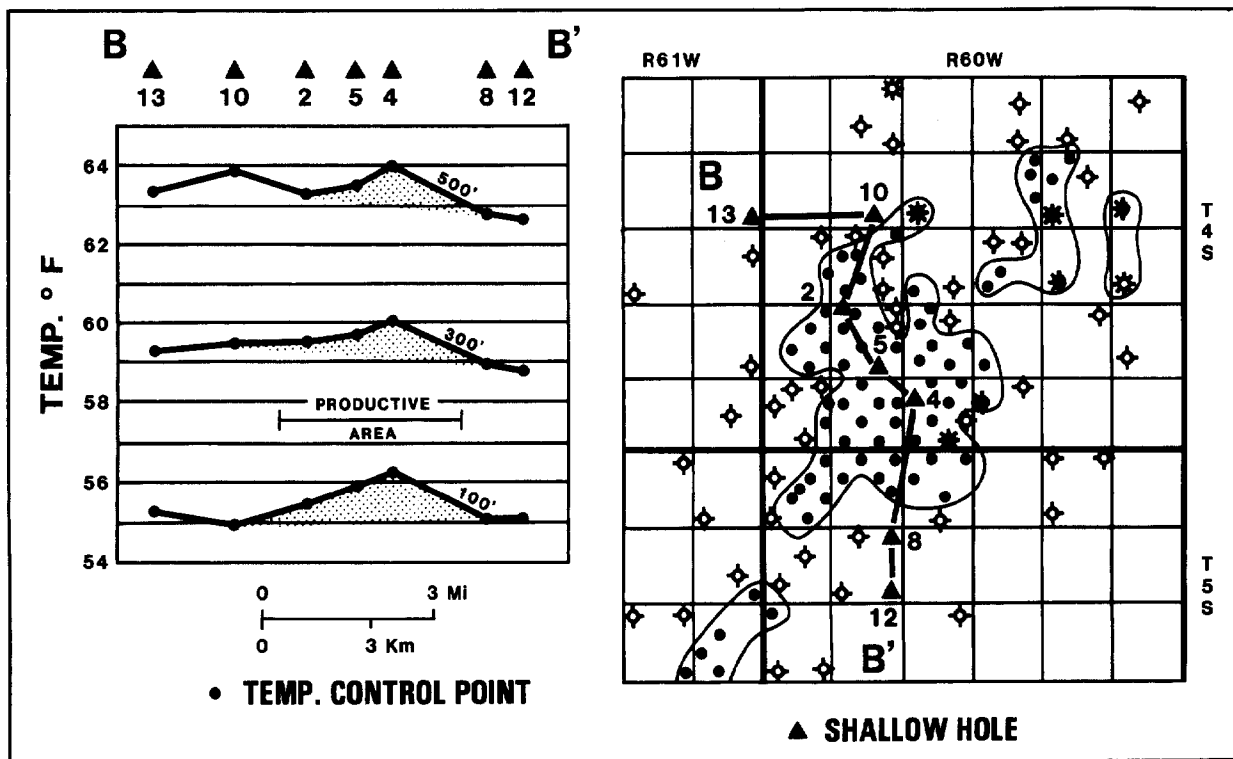 B B'
13 10 2 5 4 8 12
TEMP. ° F
64
62
60
58
56
54
500'
300'
PRODUCTIVE
AREA
100'
0 3 Mi
0 3 Km
● TEMP. CONTROL POINT
R61W R60W
B
13
10
2
5
4
8
12
B'
T
4
S
T
5
S
▲ SHALLOW HOLE